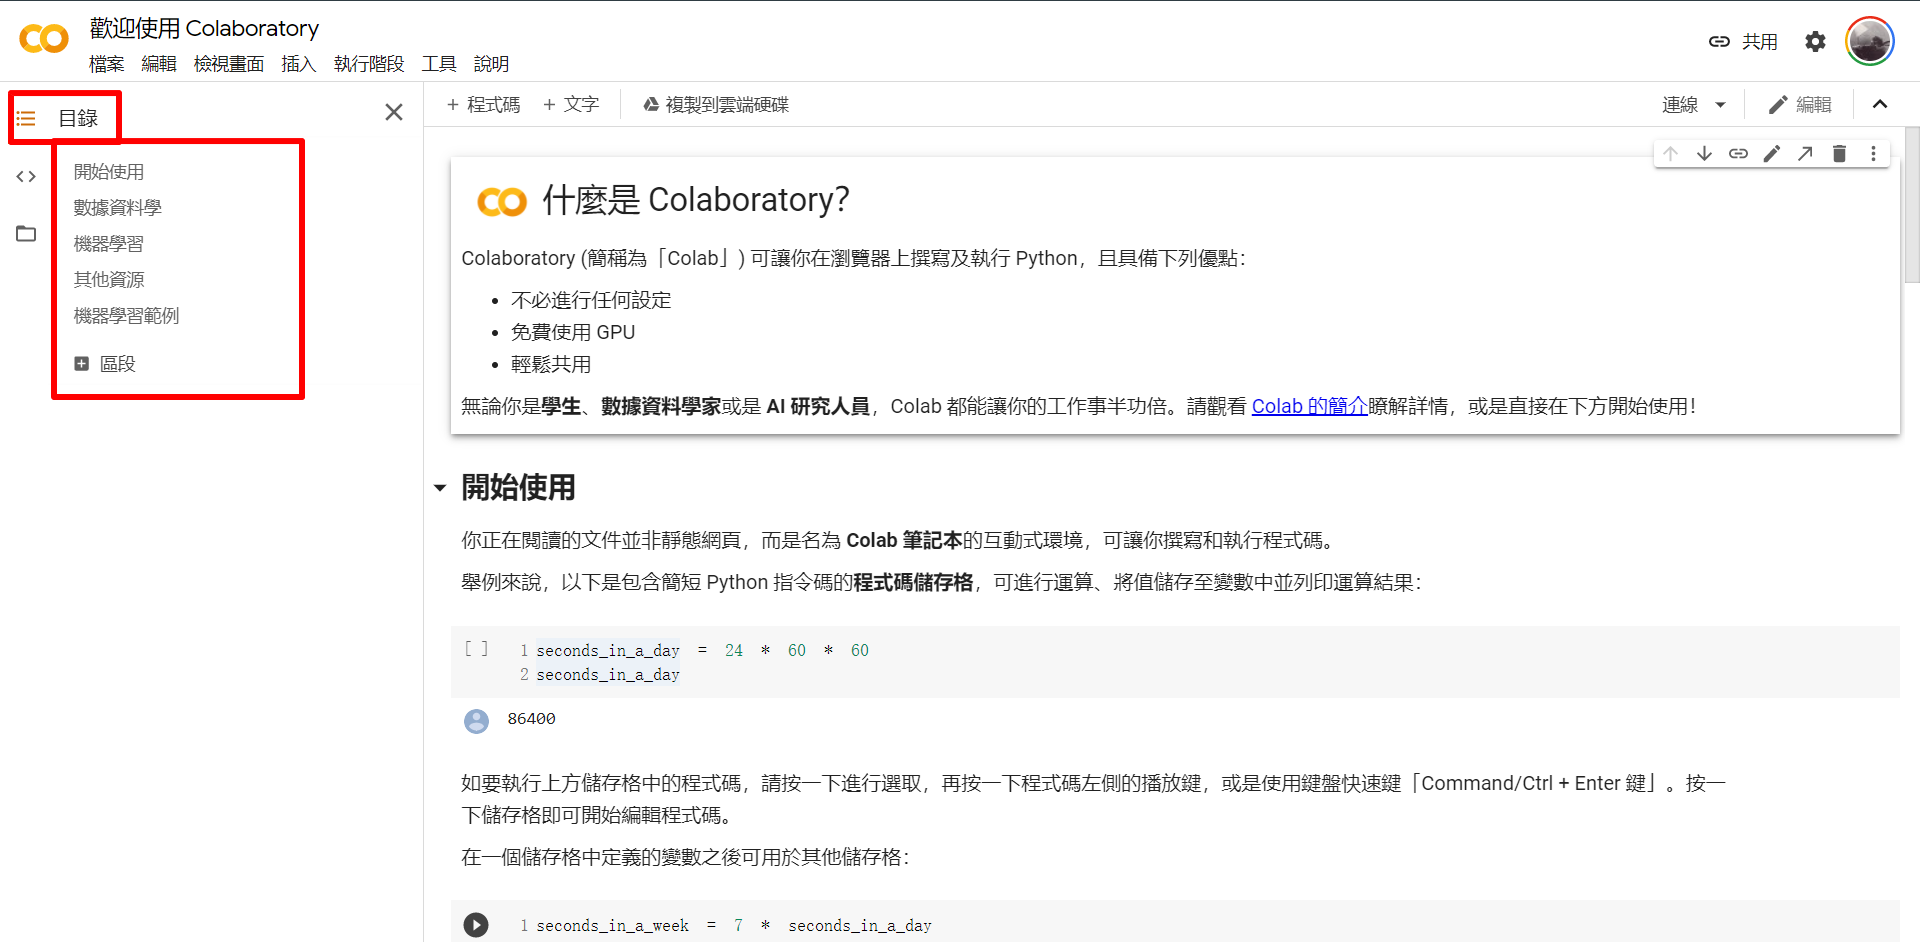 歡迎使用 Colaboratory
檔案 編輯 檢視畫面 插入 執行階段 工具 說明
共用
目錄
開始使用
數據資料學
機器學習
其他資源
機器學習範例
區段
+ 程式碼 + 文字 複製到雲端硬碟
連線 編輯
什麼是 Colaboratory？
Colaboratory (簡稱為「Colab」) 可讓你在瀏覽器上撰寫及執行 Python，且具備下列優點：
• 不必進行任何設定
• 免費使用 GPU
• 輕鬆共用
無論你是學生、數據資料學家或是 AI 研究人員，Colab 都能讓你的工作事半功倍。請觀看 Colab 的簡介瞭解詳情，或是直接在下方開始使用！
開始使用
你正在閱讀的文件並非靜態網頁，而是名為 Colab 筆記本的互動式環境，可讓你撰寫和執行程式碼。
舉例來說，以下是包含簡短 Python 指令碼的程式碼儲存格，可進行運算、將值儲存至變數中並列印運算結果：
[ ] 1 seconds_in_a_day = 24 * 60 * 60
2 seconds_in_a_day
86400
如要執行上方儲存格中的程式碼，請按一下進行選取，再按一下程式碼左側的播放鍵，或是使用鍵盤快速鍵「Command/Ctrl + Enter 鍵」。按一
下儲存格即可開始編輯程式碼。
在一個儲存格中定義的變數之後可用於其他儲存格：
1 seconds_in_a_week = 7 * seconds_in_a_day